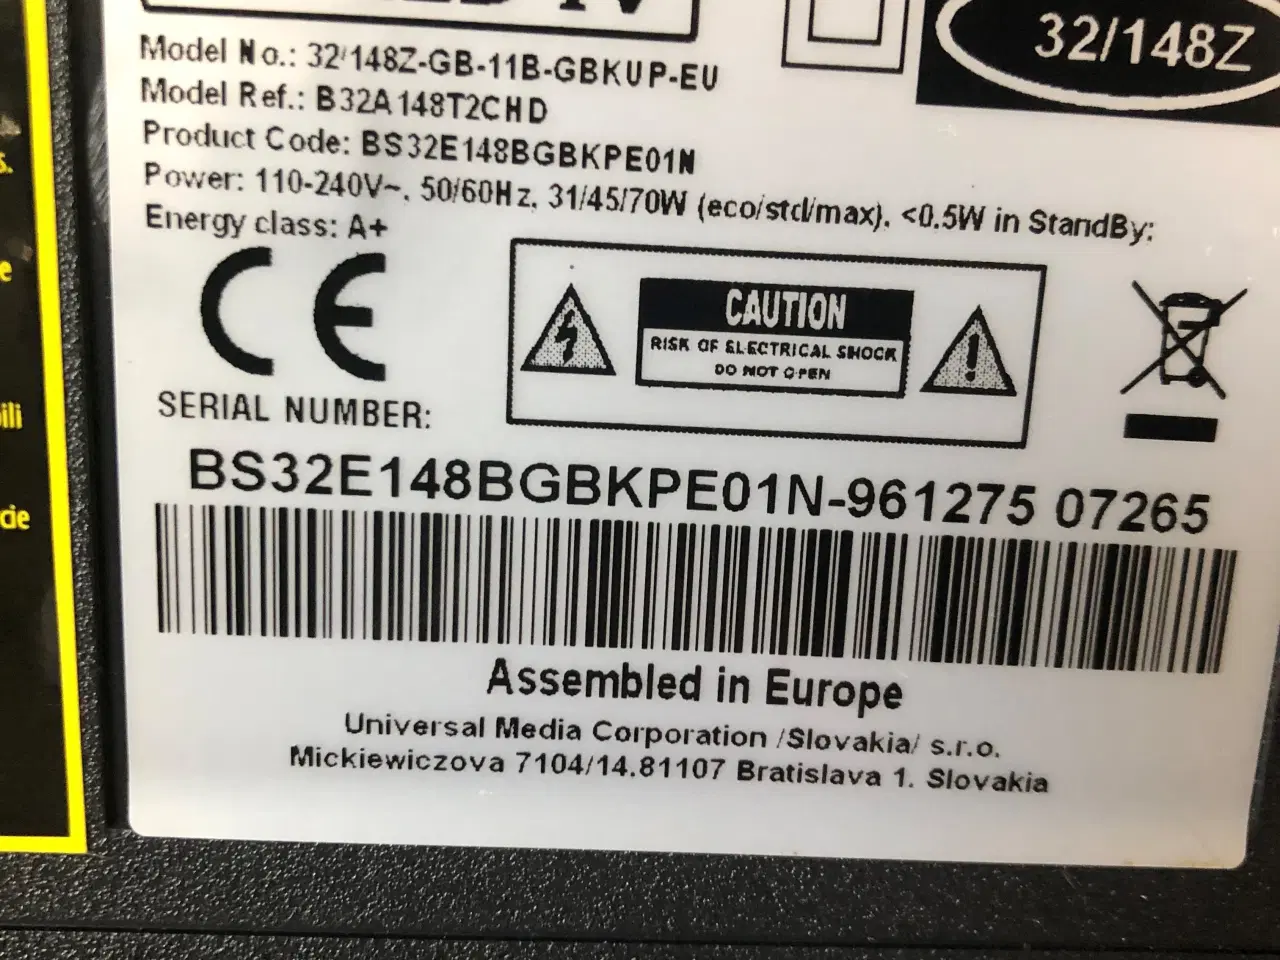 32/148Z
Model No.: 32/148Z-GB-11B-GBKUP-EU
Model Ref.: B32A148T2CHD
Product Code: BS32E148BGBKPE01N
Power: 110-240V~, 50/60Hz, 31/45/70W (eco/std/max), <0.5W in StandBy;
Energy class: A+
CE
CAUTION
RISK OF ELECTRICAL SHOCK
DO NOT OPEN
SERIAL NUMBER:
BS32E148BGBKPE01N-961275 07265
Assembled in Europe
Universal Media Corporation /Slovakia/ s.r.o.
Mickiewiczova 7104/14.81107 Bratislava 1. Slovakia